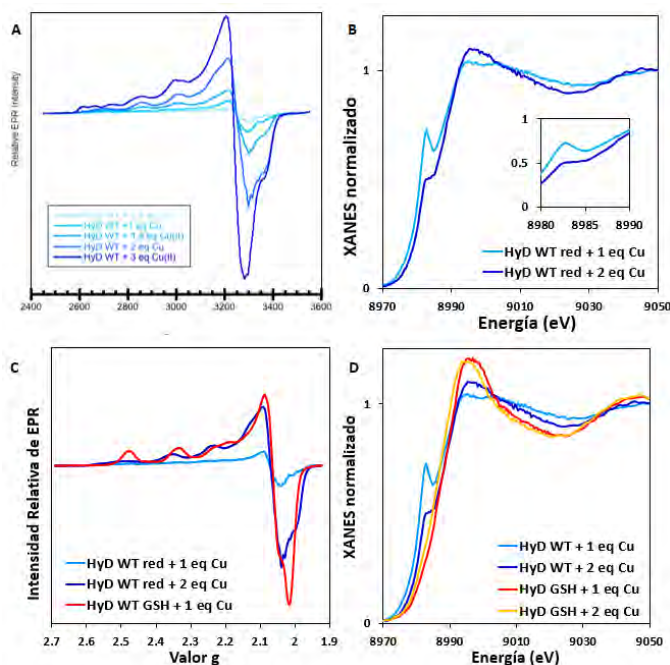 A
Relative EPR Intensity
HyD WT + 1 eq Cu
HyD WT + 2 eq Cu
HyD WT + 3 eq Cu(II)
2400 2600 2800 3000 3200 3400 3600
B
XANES normalizado
1
0
1
0.5
0
8980 8985 8990
HyD WT red + 1 eq Cu
HyD WT red + 2 eq Cu
8970 8990 9010 9030 9050
Energía (eV)
C
Intensidad Relativa de EPR
HyD WT red + 1 eq Cu
HyD WT red + 2 eq Cu
HyD WT GSH + 1 eq Cu
2.7 2.6 2.5 2.4 2.3 2.2 2.1 2 1.9
Valor g
D
XANES normalizado
1
0
HyD WT + 1 eq Cu
HyD WT + 2 eq Cu
HyD GSH + 1 eq Cu
HyD GSH + 2 eq Cu
8970 8990 9010 9030 9050
Energía (eV)